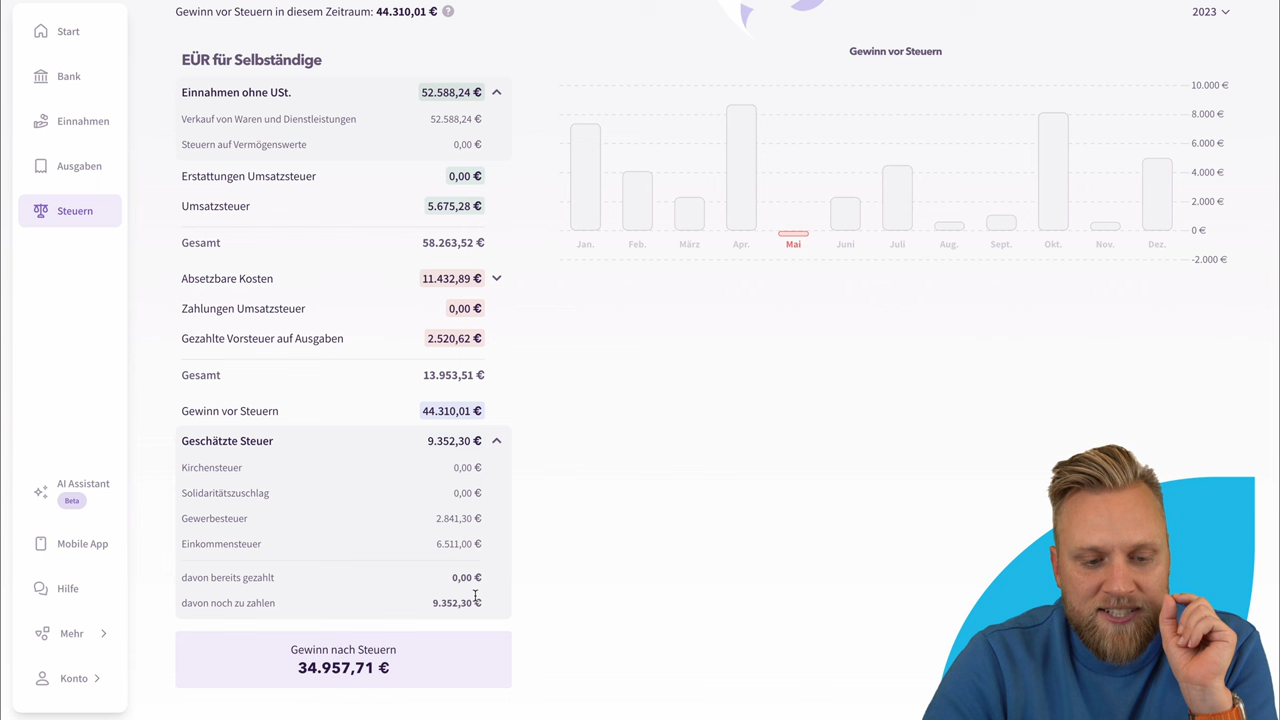 Gewinn vor Steuern in diesem Zeitraum: 44.310,01 € ?
2023
Start
Bank
Einnahmen
Ausgaben
Steuern
AI Assistant
Beta
Mobile App
Hilfe
Mehr
Konto
EÜR für Selbständige
Einnahmen ohne USt. 52.588,24 €
Verkauf von Waren und Dienstleistungen 52.588,24 €
Steuern auf Vermögenswerte 0,00 €
Erstattungen Umsatzsteuer 0,00 €
Umsatzsteuer 5.675,28 €
Gesamt 58.263,52 €
Absetzbare Kosten 11.432,89 €
Zahlungen Umsatzsteuer 0,00 €
Gezahlte Vorsteuer auf Ausgaben 2.520,62 €
Gesamt 13.953,51 €
Gewinn vor Steuern 44.310,01 €
Geschätzte Steuer 9.352,30 €
Kirchensteuer 0,00 €
Solidaritätszuschlag 0,00 €
Gewerbesteuer 2.841,30 €
Einkommensteuer 6.511,00 €
davon bereits gezahlt 0,00 €
davon noch zu zahlen 9.352,30 €
Gewinn nach Steuern
34.957,71 €
Gewinn vor Steuern
10.000 €
8.000 €
6.000 €
4.000 €
2.000 €
0 €
-2.000 €
Jan. Feb. März Apr. Mai Juni Juli Aug. Sept. Okt. Nov. Dez.